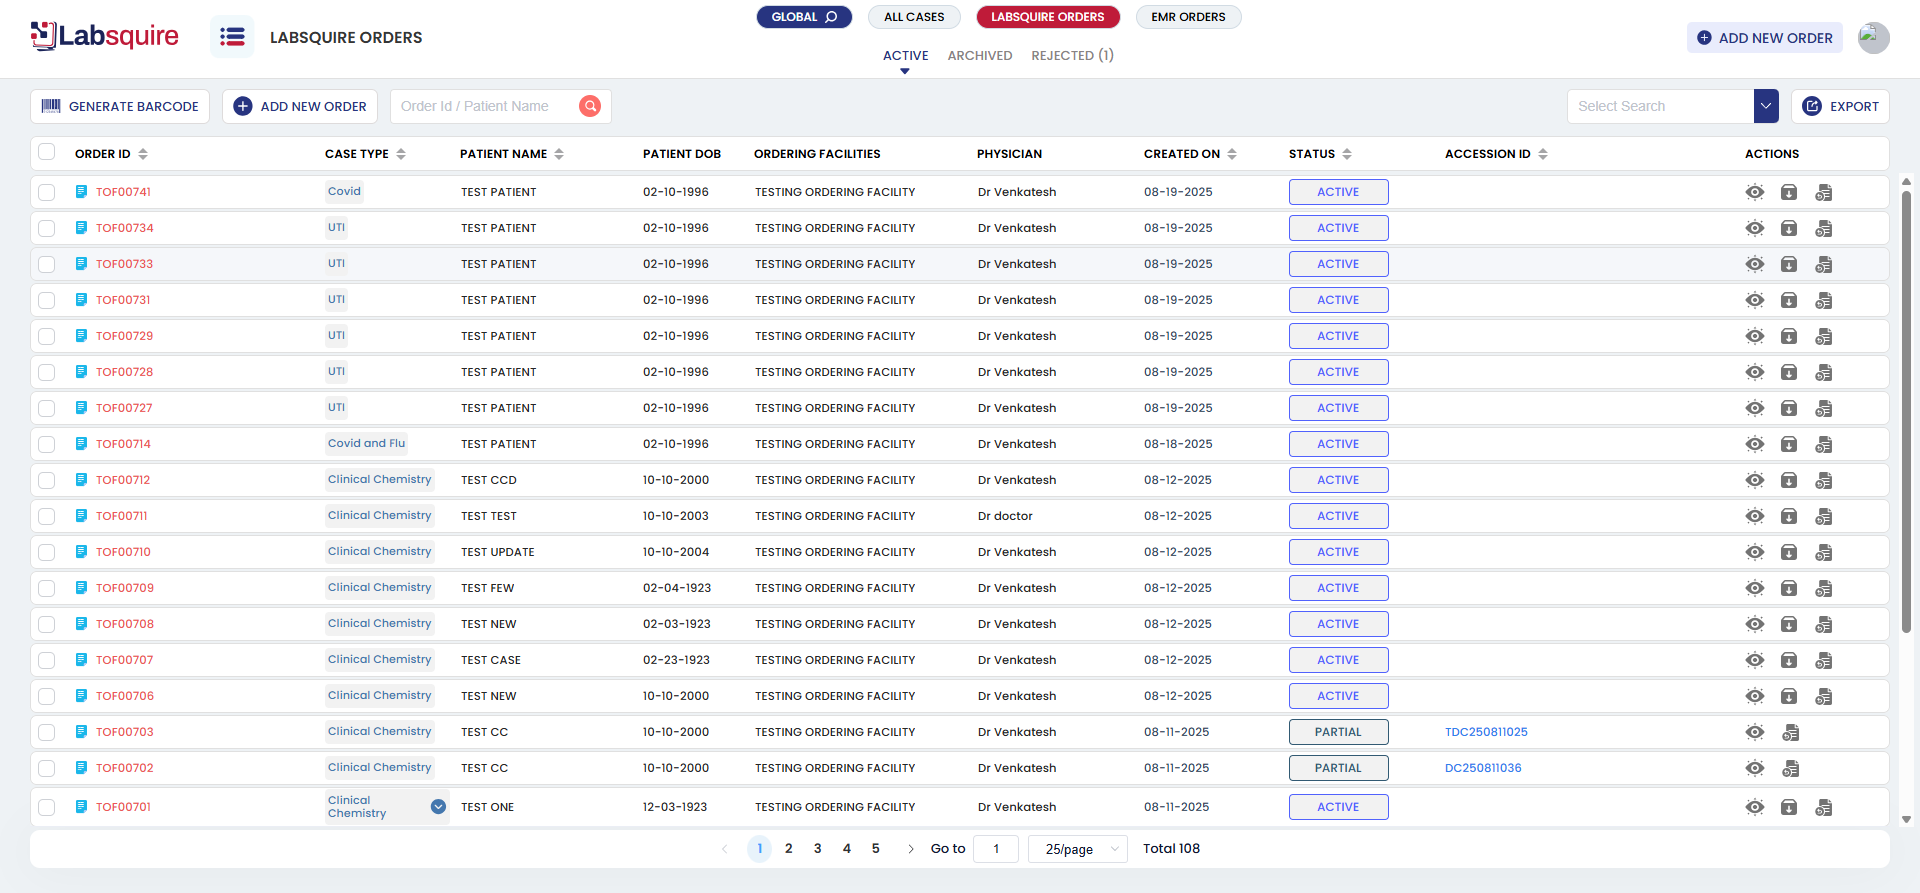 Labsquire
LABSQUIRE ORDERS
GLOBAL ALL CASES LABSQUIRE ORDERS EMR ORDERS
ACTIVE ARCHIVED REJECTED (1)
ADD NEW ORDER
GENERATE BARCODE ADD NEW ORDER Order Id / Patient Name Select Search EXPORT
ORDER ID CASE TYPE PATIENT NAME PATIENT DOB ORDERING FACILITIES PHYSICIAN CREATED ON STATUS ACCESSION ID ACTIONS
TOF00741 Covid TEST PATIENT 02-10-1996 TESTING ORDERING FACILITY Dr Venkatesh 08-19-2025 ACTIVE
TOF00734 UTI TEST PATIENT 02-10-1996 TESTING ORDERING FACILITY Dr Venkatesh 08-19-2025 ACTIVE
TOF00733 UTI TEST PATIENT 02-10-1996 TESTING ORDERING FACILITY Dr Venkatesh 08-19-2025 ACTIVE
TOF00731 UTI TEST PATIENT 02-10-1996 TESTING ORDERING FACILITY Dr Venkatesh 08-19-2025 ACTIVE
TOF00729 UTI TEST PATIENT 02-10-1996 TESTING ORDERING FACILITY Dr Venkatesh 08-19-2025 ACTIVE
TOF00728 UTI TEST PATIENT 02-10-1996 TESTING ORDERING FACILITY Dr Venkatesh 08-19-2025 ACTIVE
TOF00727 UTI TEST PATIENT 02-10-1996 TESTING ORDERING FACILITY Dr Venkatesh 08-19-2025 ACTIVE
TOF00714 Covid and Flu TEST PATIENT 02-10-1996 TESTING ORDERING FACILITY Dr Venkatesh 08-18-2025 ACTIVE
TOF00712 Clinical Chemistry TEST CCD 10-10-2000 TESTING ORDERING FACILITY Dr Venkatesh 08-12-2025 ACTIVE
TOF00711 Clinical Chemistry TEST TEST 10-10-2003 TESTING ORDERING FACILITY Dr doctor 08-12-2025 ACTIVE
TOF00710 Clinical Chemistry TEST UPDATE 10-10-2004 TESTING ORDERING FACILITY Dr Venkatesh 08-12-2025 ACTIVE
TOF00709 Clinical Chemistry TEST FEW 02-04-1923 TESTING ORDERING FACILITY Dr Venkatesh 08-12-2025 ACTIVE
TOF00708 Clinical Chemistry TEST NEW 02-03-1923 TESTING ORDERING FACILITY Dr Venkatesh 08-12-2025 ACTIVE
TOF00707 Clinical Chemistry TEST CASE 02-23-1923 TESTING ORDERING FACILITY Dr Venkatesh 08-12-2025 ACTIVE
TOF00706 Clinical Chemistry TEST NEW 10-10-2000 TESTING ORDERING FACILITY Dr Venkatesh 08-12-2025 ACTIVE
TOF00703 Clinical Chemistry TEST CC 10-10-2000 TESTING ORDERING FACILITY Dr Venkatesh 08-11-2025 PARTIAL TDC250811025
TOF00702 Clinical Chemistry TEST CC 10-10-2000 TESTING ORDERING FACILITY Dr Venkatesh 08-11-2025 PARTIAL DC250811036
TOF00701 Clinical Chemistry TEST ONE 12-03-1923 TESTING ORDERING FACILITY Dr Venkatesh 08-11-2025 ACTIVE
1 2 3 4 5 Go to 1 25/page Total 108